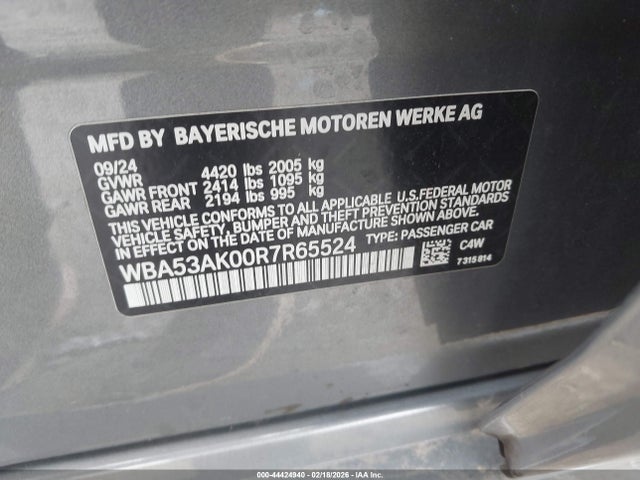 MFD BY BAYERISCHE MOTOREN WERKE AG
09/24
GVWR 4420 lbs 2005 kg
GAWR FRONT 2414 lbs 1095 kg
GAWR REAR 2194 lbs 995 kg
THIS VEHICLE CONFORMS TO ALL APPLICABLE U.S.FEDERAL MOTOR
VEHICLE SAFETY, BUMPER AND THEFT PREVENTION STANDARDS
IN EFFECT ON THE DATE OF MANUFACTURE SHOWN ABOVE.
WBA53AK00R7R65524 TYPE: PASSENGER CAR
C4W
7315814
000-44424940 - 02/18/2026 - IAA Inc.